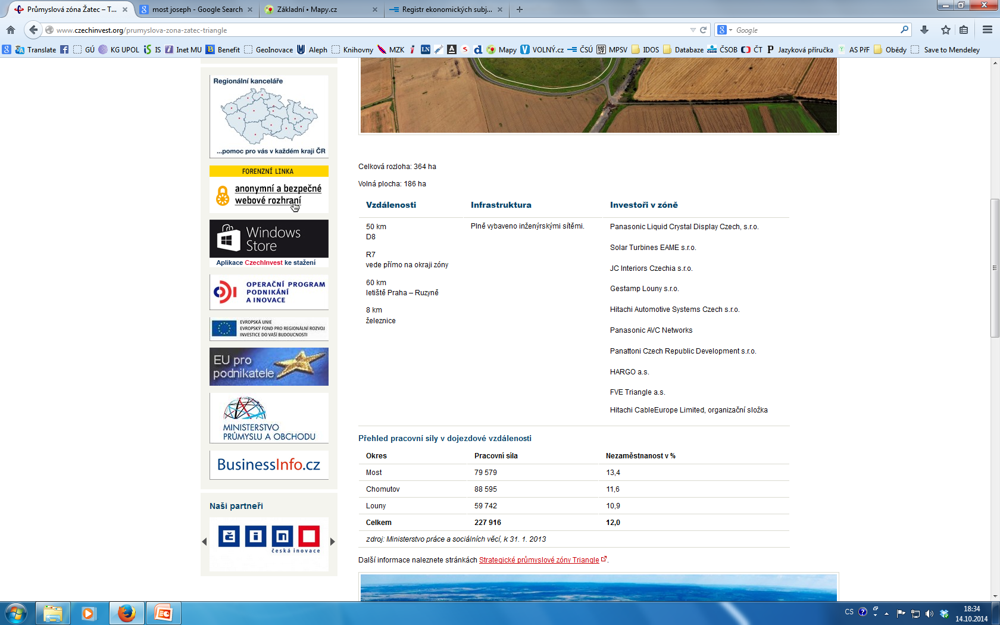 Průmyslová zóna Žatec – T...
most joseph - Google Search
Základní • Mapy.cz
Registr ekonomických subj...
www.czechinvest.org/prumyslova-zona-zatec-triangle
Google
Translate
GÚ
KG UPOL
IS
Inet MU
Benefit
GeoInovace
Aleph
Knihovny
MZK
LN
Mapy
VOLNÝ.cz
ČSÚ
MPSV
IDOS
Database
ČSOB
ČT
Jazyková příručka
AS PřF
Obědy
Save to Mendeley
Regionální kanceláře
...pomoc pro vás v každém kraji ČR
FORENZNÍ LINKA
anonymní a bezpečné
webové rozhraní
Windows
Store
Aplikace CzechInvest ke stažení
OPERAČNÍ PROGRAM
PODNIKÁNÍ
A INOVACE
EVROPSKÁ UNIE
EVROPSKÝ FOND PRO REGIONÁLNÍ ROZVOJ
INVESTICE DO VAŠÍ BUDOUCNOSTI
EU pro
podnikatele
MINISTERSTVO
PRŮMYSLU A OBCHODU
BusinessInfo.cz
Naši partneři
čino
česká inovace
Celková rozloha: 364 ha
Volná plocha: 186 ha
Vzdálenosti Infrastruktura Investoři v zóně
50 km
D8
R7
vede přímo na okraji zóny
60 km
letiště Praha – Ruzyně
8 km
železnice
Plně vybaveno inženýrskými sítěmi.
Panasonic Liquid Crystal Display Czech, s.r.o.
Solar Turbines EAME s.r.o.
JC Interiors Czechia s.r.o.
Gestamp Louny s.r.o.
Hitachi Automotive Systems Czech s.r.o.
Panasonic AVC Networks
Panattoni Czech Republic Development s.r.o.
HARGO a.s.
FVE Triangle a.s.
Hitachi CableEurope Limited, organizační složka
Přehled pracovní síly v dojezdové vzdálenosti
Okres Pracovní síla Nezaměstnanost v %
Most 79 579 13,4
Chomutov 88 595 11,6
Louny 59 742 10,9
Celkem 227 916 12,0
zdroj: Ministerstvo práce a sociálních věcí, k 31. 1. 2013
Další informace naleznete stránkách Strategické průmyslové zóny Triangle.
CS
18:34
14.10.2014